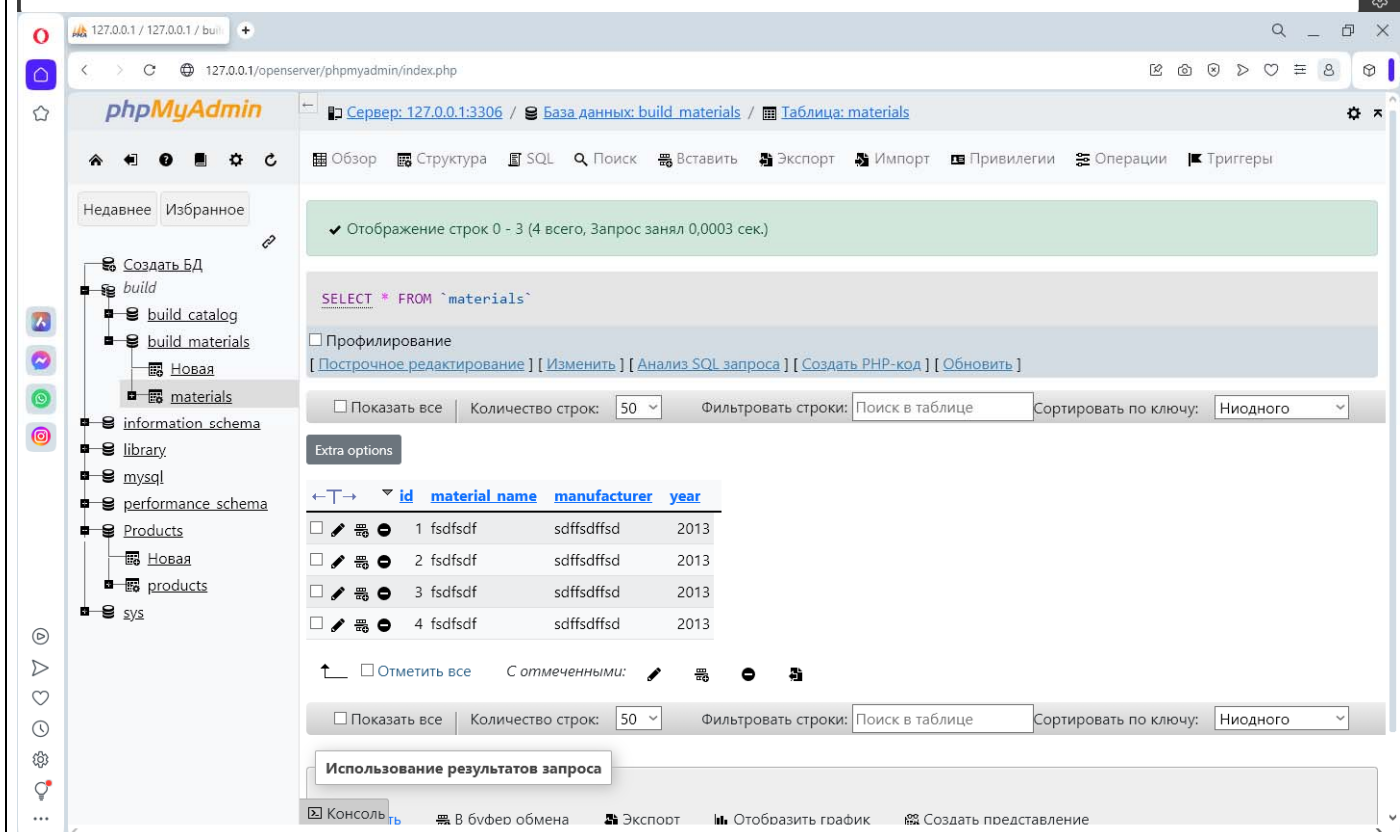 127.0.0.1 / 127.0.0.1 / buil
127.0.0.1/openserver/phpmyadmin/index.php
phpMyAdmin
Сервер: 127.0.0.1:3306 / База данных: build_materials / Таблица: materials
Обзор Структура SQL Поиск Вставить Экспорт Импорт Привилегии Операции Триггеры
Недавнее Избранное
Создать БД
build
build_catalog
build_materials
Новая
materials
information_schema
library
mysql
performance_schema
Products
Новая
products
sys
Отображение строк 0 - 3 (4 всего, Запрос занял 0,0003 сек.)
SELECT * FROM `materials`
Профилирование
[ Построчное редактирование ] [ Изменить ] [ Анализ SQL запроса ] [ Создать PHP-код ] [ Обновить ]
Показать все Количество строк: 50 Фильтровать строки: Поиск в таблице Сортировать по ключу: Ниодного
Extra options
←T→ id material_name manufacturer year
1 fsdfsdf sdffsdffsd 2013
2 fsdfsdf sdffsdffsd 2013
3 fsdfsdf sdffsdffsd 2013
4 fsdfsdf sdffsdffsd 2013
Отметить все С отмеченными:
Показать все Количество строк: 50 Фильтровать строки: Поиск в таблице Сортировать по ключу: Ниодного
Использование результатов запроса
Консоль ть В буфер обмена Экспорт Отобразить график Создать представление